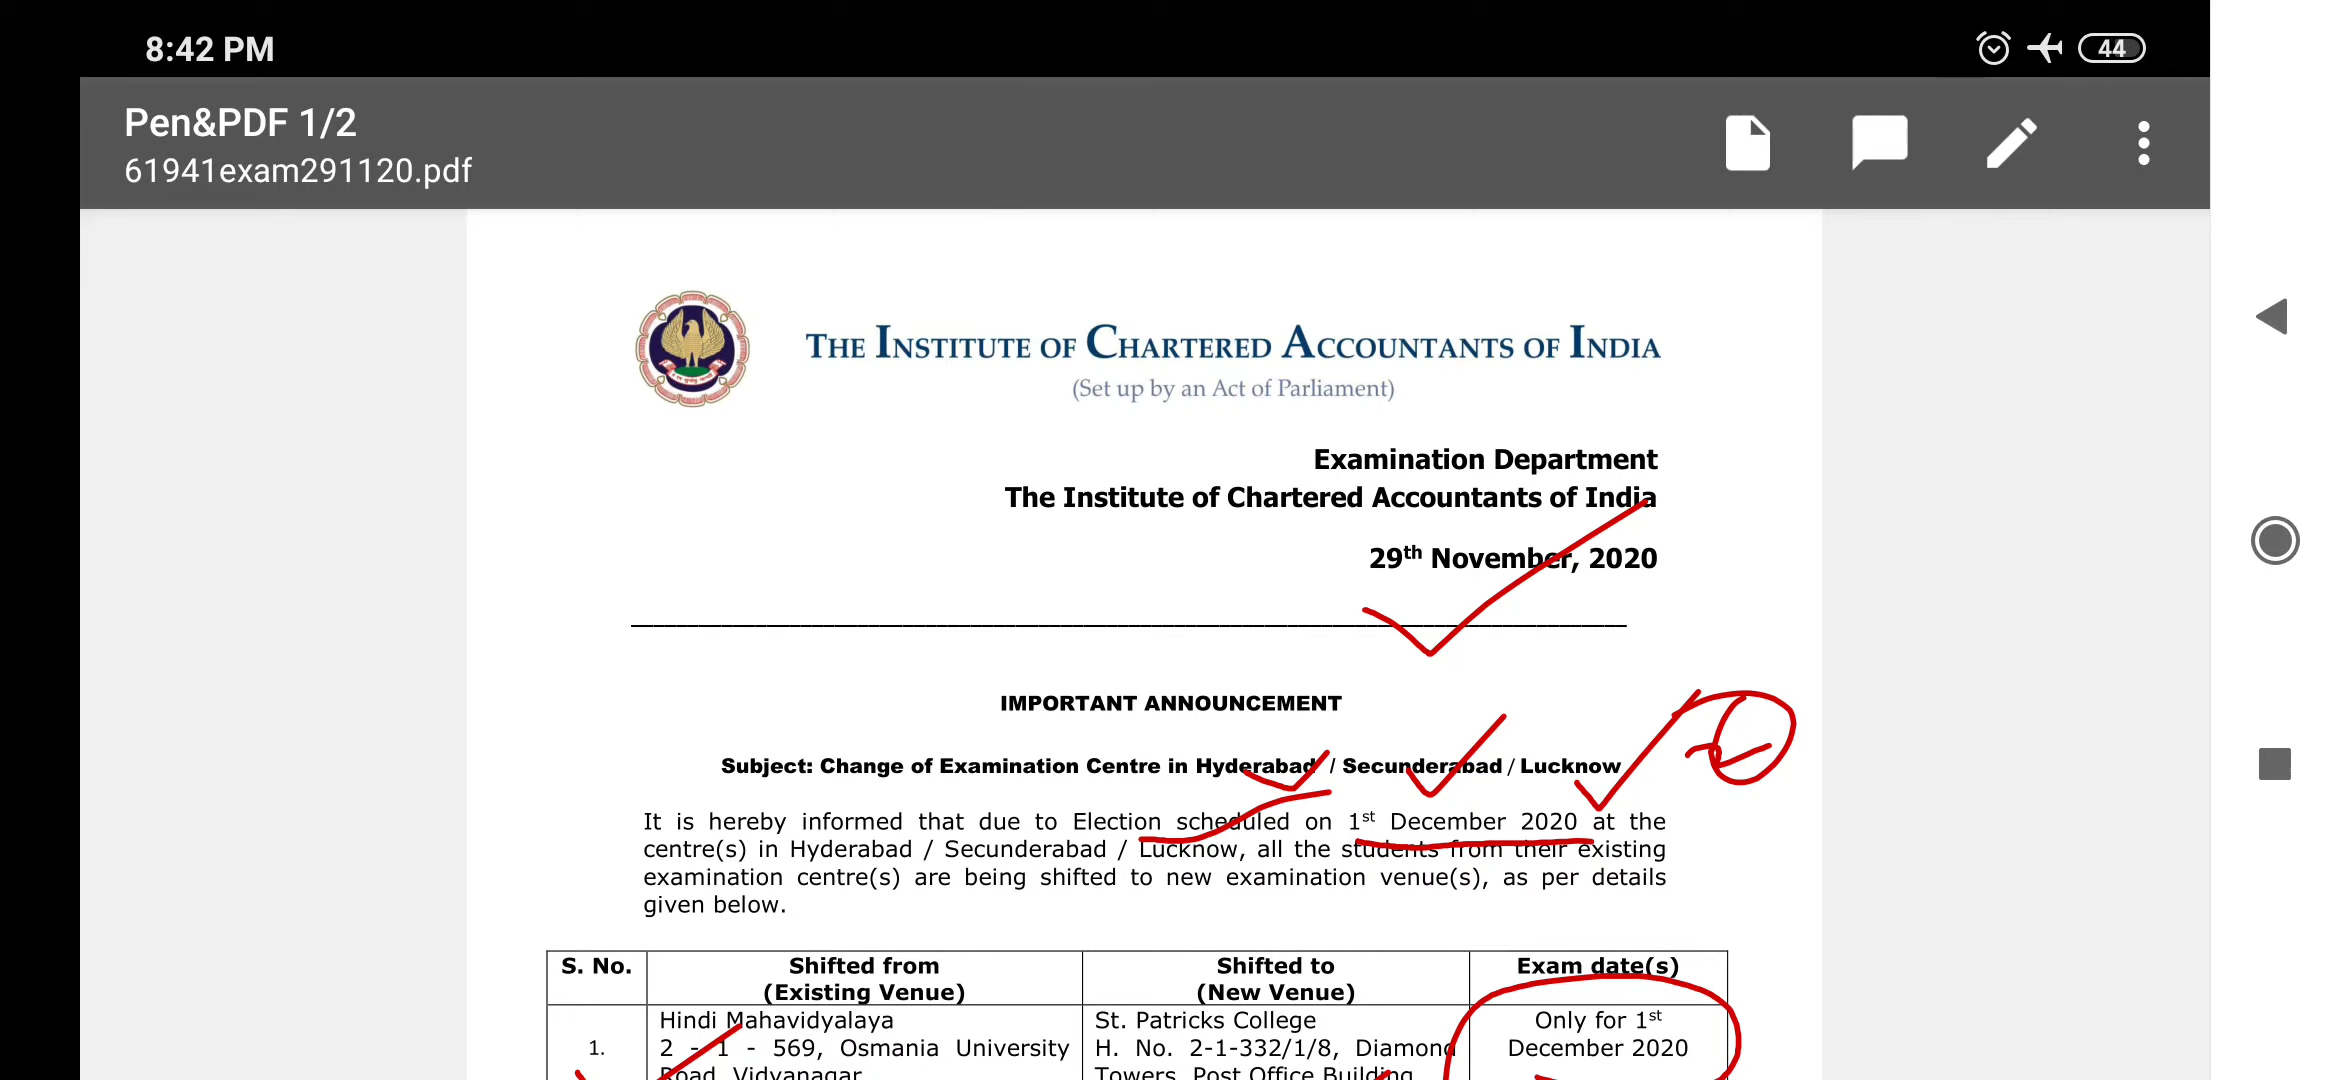 8:42 PM
44
Pen&PDF 1/2
61941exam291120.pdf
THE INSTITUTE OF CHARTERED ACCOUNTANTS OF INDIA
(Set up by an Act of Parliament)
Examination Department
The Institute of Chartered Accountants of India
29th November, 2020
IMPORTANT ANNOUNCEMENT
Subject: Change of Examination Centre in Hyderabad / Secunderabad / Lucknow
It is hereby informed that due to Election scheduled on 1st December 2020 at the
centre(s) in Hyderabad / Secunderabad / Lucknow, all the students from their existing
examination centre(s) are being shifted to new examination venue(s), as per details
given below.
S. No. Shifted from Shifted to Exam date(s)
(Existing Venue) (New Venue)
Hindi Mahavidyalaya St. Patricks College Only for 1st
1. 2 - 1 - 569, Osmania University H. No. 2-1-332/1/8, Diamond December 2020
Road, Vidyanagar Towers, Post Office Building